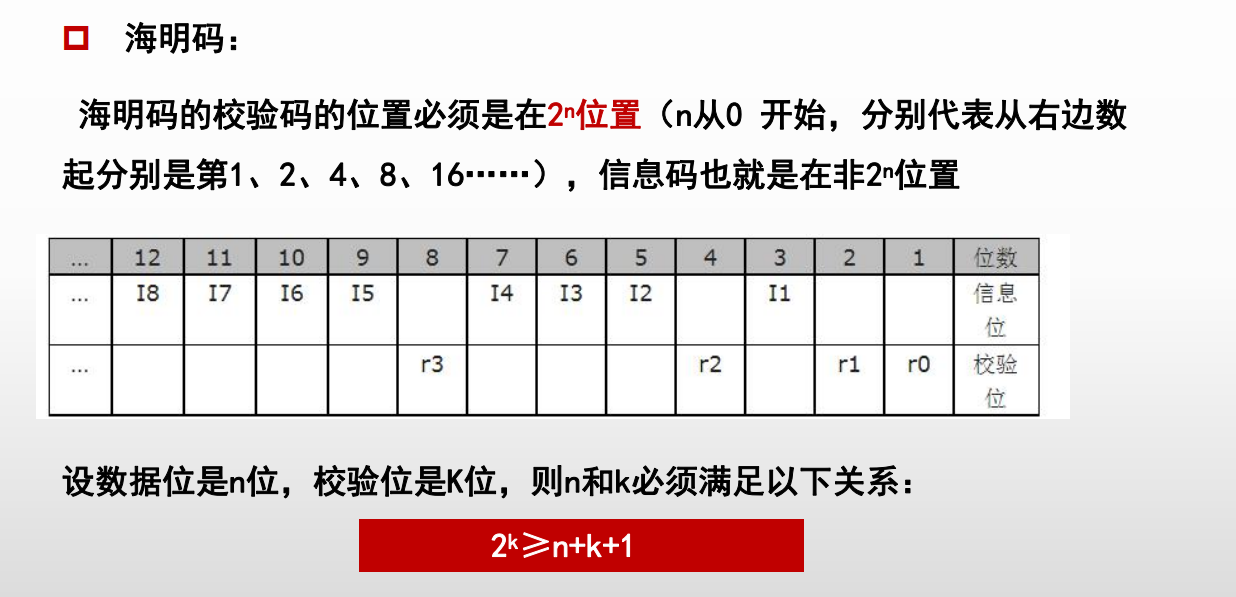 海明码：
海明码的校验码的位置必须是在2ⁿ位置（n从0 开始，分别代表从右边数
起分别是第1、2、4、8、16……），信息码也就是在非2ⁿ位置
... 12 11 10 9 8 7 6 5 4 3 2 1 位数
... I8 I7 I6 I5 I4 I3 I2 I1 信息
位
... r3 r2 r1 r0 校验
位
设数据位是n位，校验位是K位，则n和k必须满足以下关系：
2ᵏ≥n+k+1